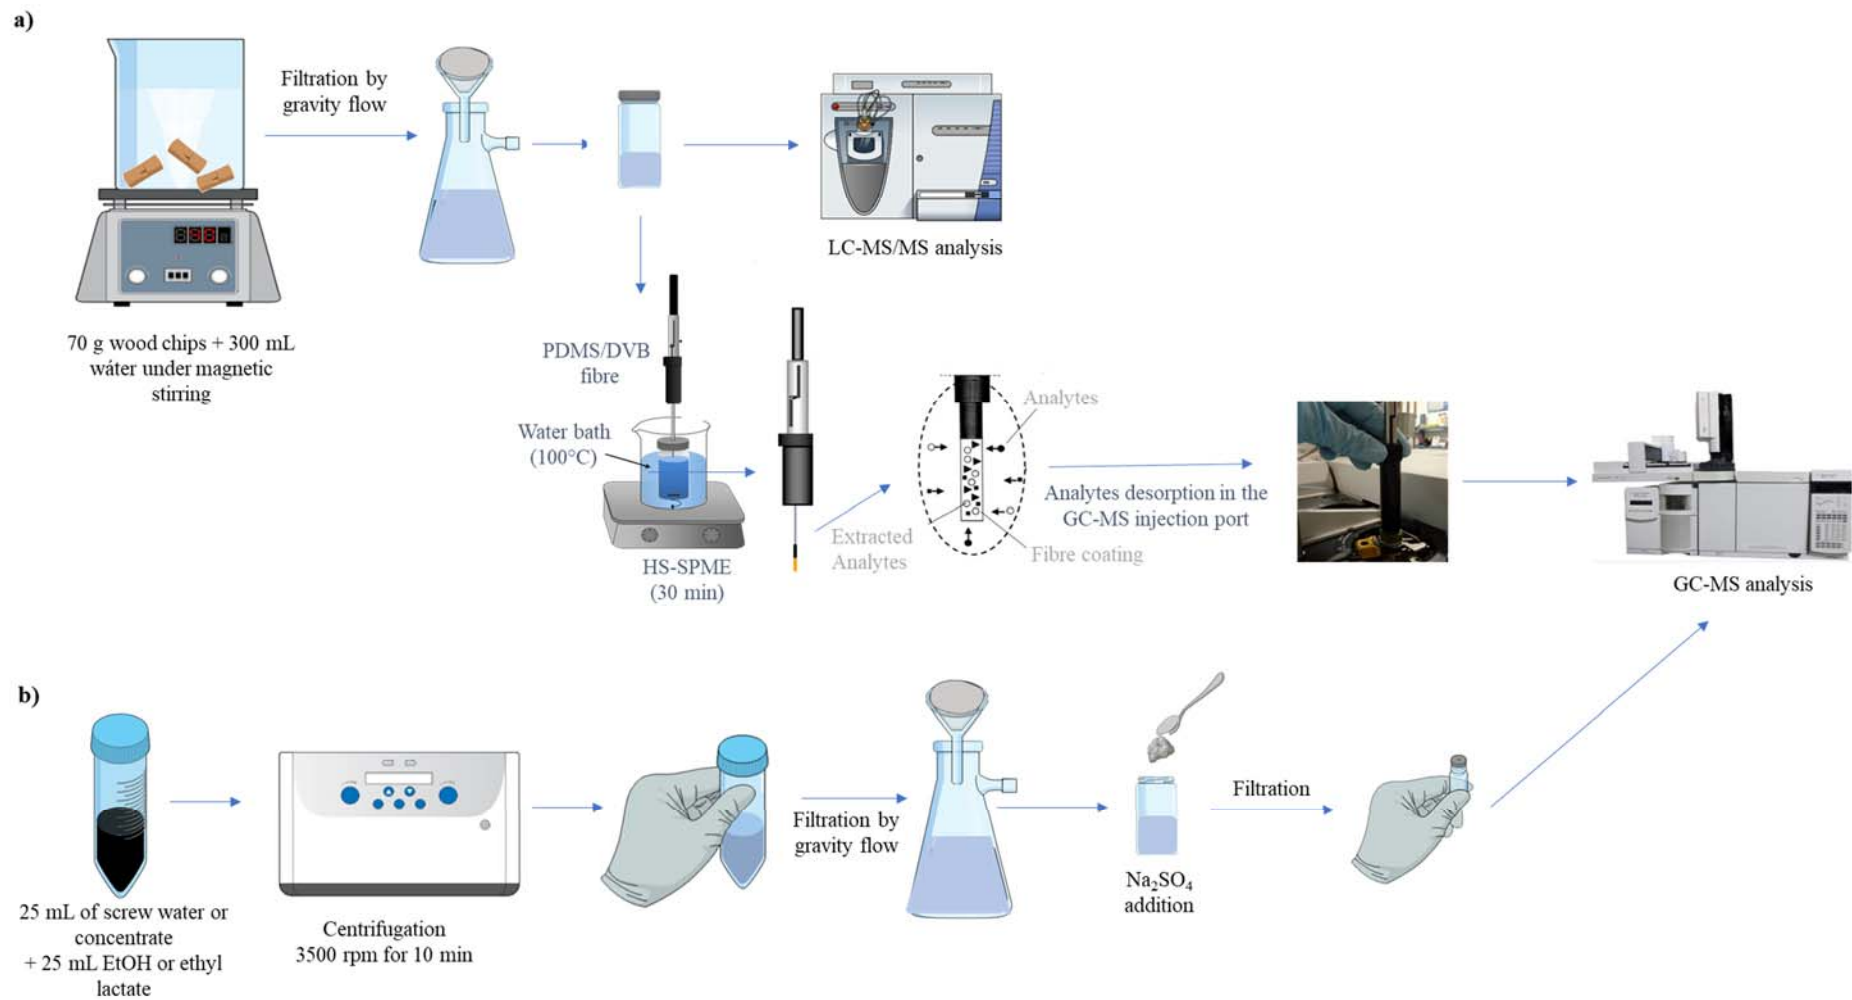 a)
Filtration by
gravity flow
LC-MS/MS analysis
70 g wood chips + 300 mL
wáter under magnetic
stirring
PDMS/DVB
fibre
Water bath
(100°C)
HS-SPME
(30 min)
Analytes
Extracted
Analytes
Fibre coating
Analytes desorption in the
GC-MS injection port
GC-MS analysis
b)
25 mL of screw water or
concentrate
+ 25 mL EtOH or ethyl
lactate
Centrifugation
3500 rpm for 10 min
Filtration by
gravity flow
Na₂SO₄
addition
Filtration